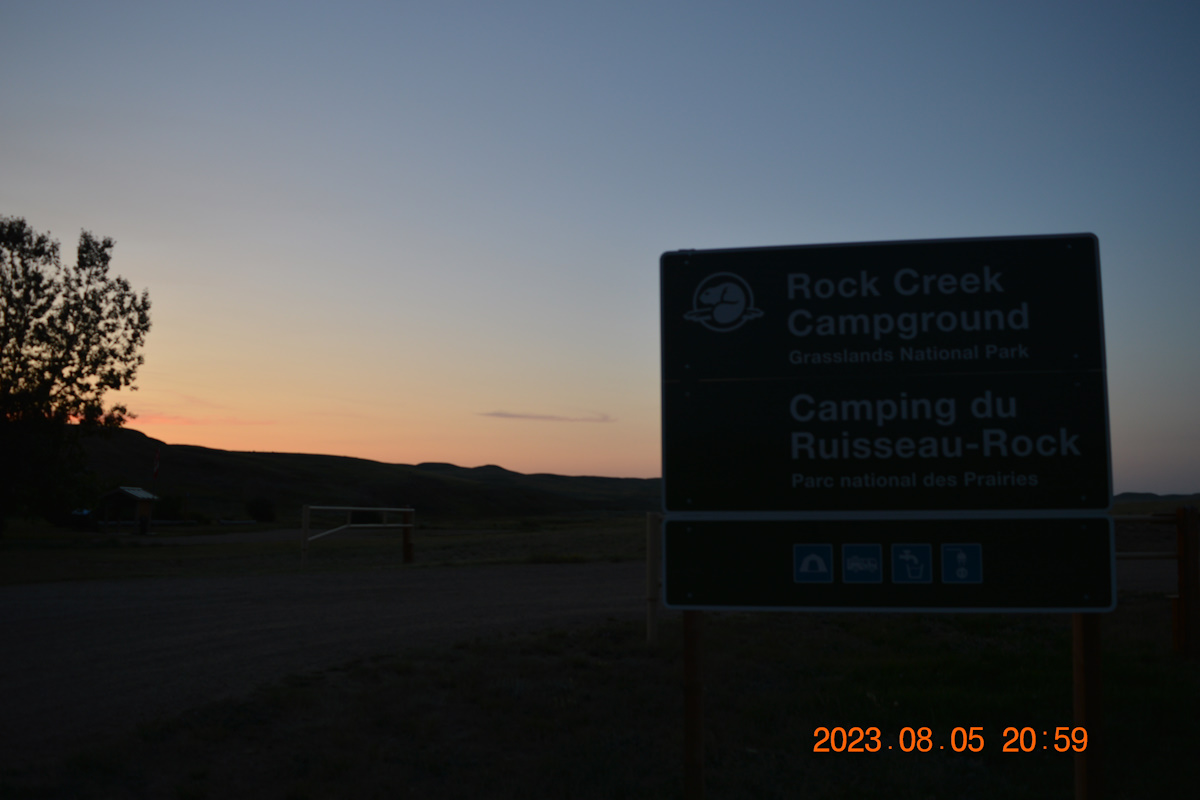 Rock Creek
Campground
Grasslands National Park
Camping du
Ruisseau-Rock
Parc national des Prairies
2023.08.05 20:59